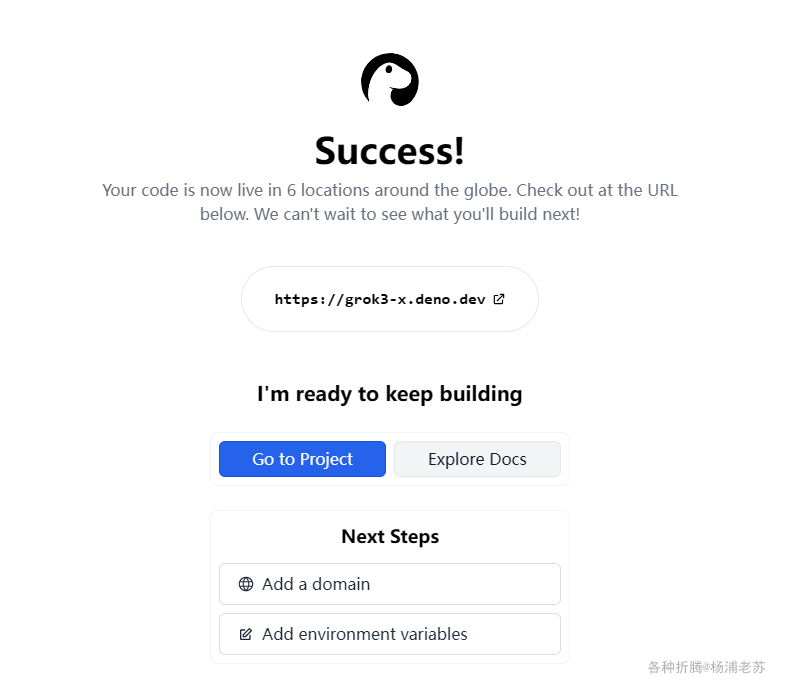 Success!
Your code is now live in 6 locations around the globe. Check out at the URL
below. We can't wait to see what you'll build next!
https://grok3-x.deno.dev
I'm ready to keep building
Go to Project
Explore Docs
Next Steps
Add a domain
Add environment variables
各种折腾@杨浦老苏